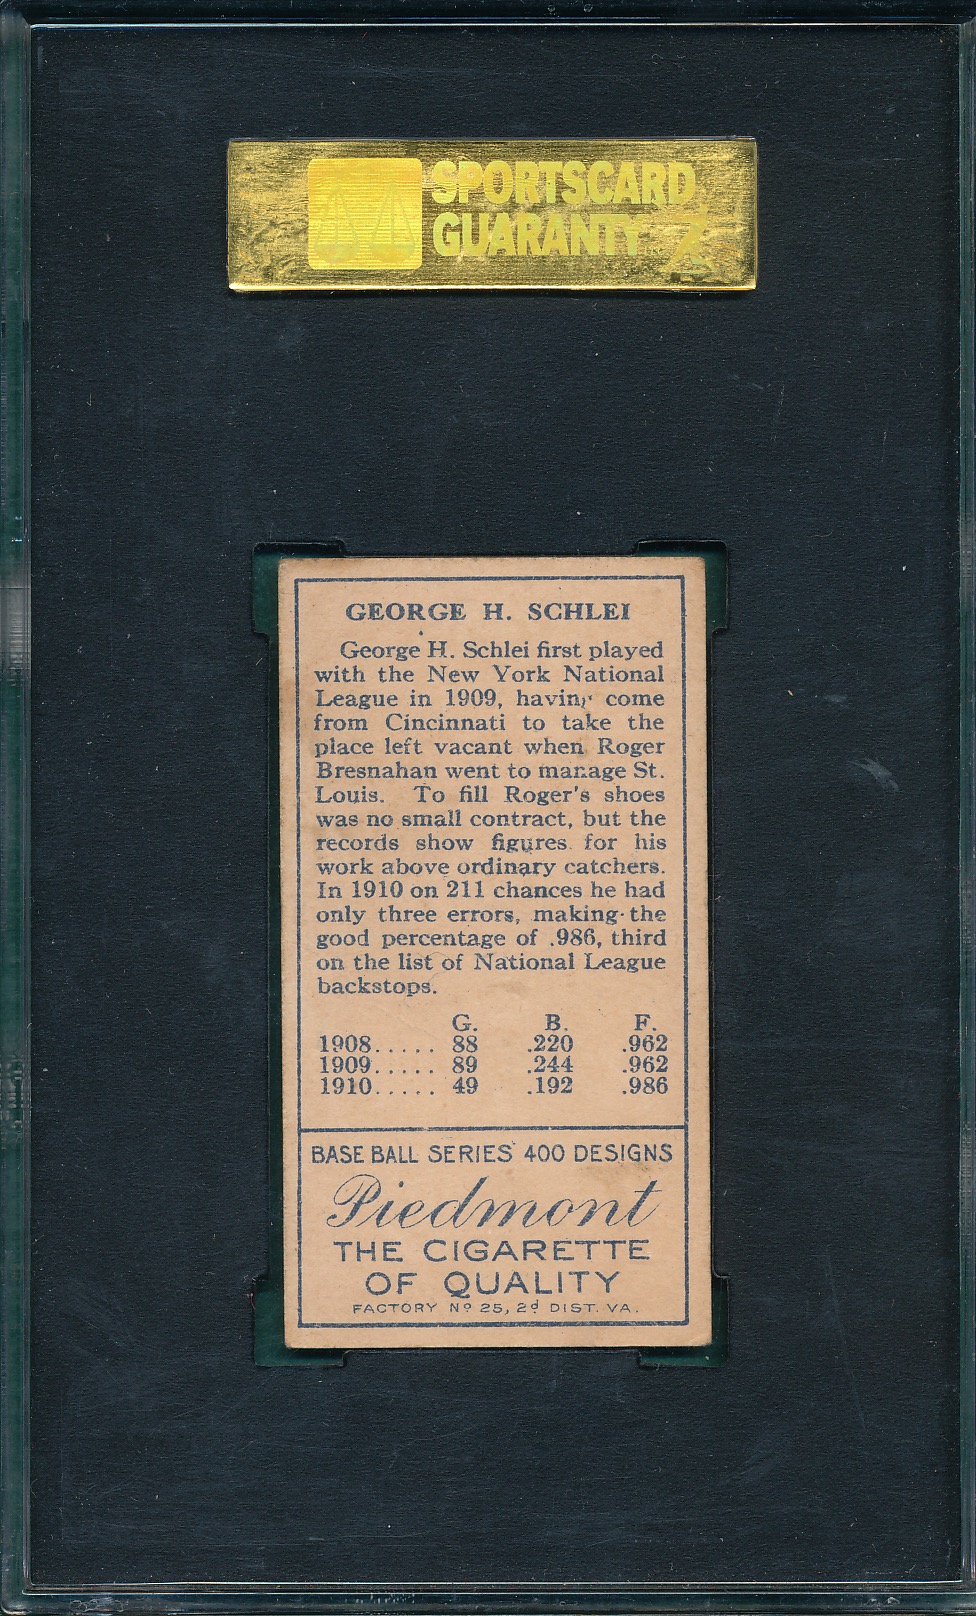 SPORTSCARD
GUARANTY
GEORGE H. SCHLEI
George H. Schlei first played
with the New York National
League in 1909, having come
from Cincinnati to take the
place left vacant when Roger
Bresnahan went to manage St.
Louis. To fill Roger's shoes
was no small contract, but the
records show figures for his
work above ordinary catchers.
In 1910 on 211 chances he had
only three errors, making the
good percentage of .986, third
on the list of National League
backstops.
G. B. F.
1908..... 88 .220 .962
1909..... 89 .244 .962
1910..... 49 .192 .986
BASE BALL SERIES 400 DESIGNS
Piedmont
THE CIGARETTE
OF QUALITY
FACTORY No 25, 2d DIST. VA.